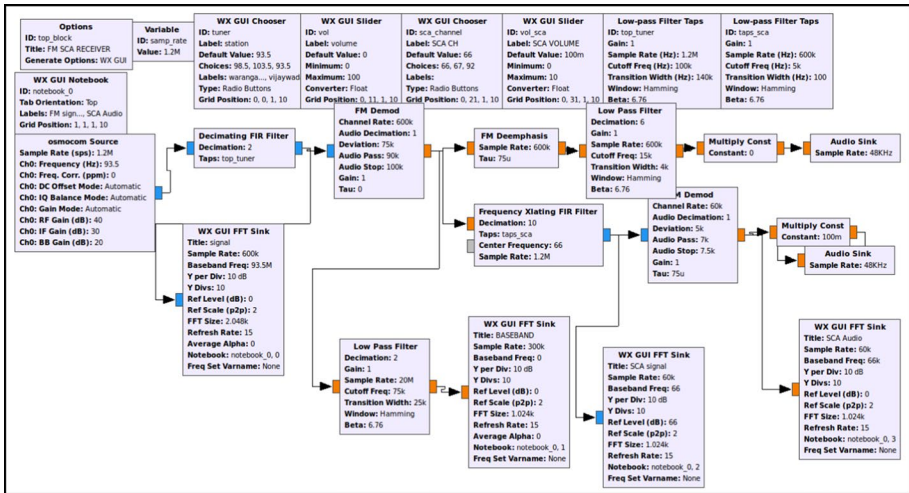 Options
ID: top_block
Title: FM SCA RECEIVER
Generate Options: WX GUI
Variable
ID: samp_rate
Value: 1.2M
WX GUI Chooser
ID: tuner
Label: station
Default Value: 93.5
Choices: 98.5, 103.5, 93.5
Labels: waranga..., vijaywad
Type: Radio Buttons
Grid Position: 0, 0, 1, 10
WX GUI Slider
ID: vol
Label: volume
Default Value: 0
Minimum: 0
Maximum: 100
Converter: Float
Grid Position: 0, 11, 1, 10
WX GUI Chooser
ID: sca_channel
Label: SCA CH
Default Value: 66
Choices: 66, 67, 92
Labels:
Type: Radio Buttons
Grid Position: 0, 21, 1, 10
WX GUI Slider
ID: vol_sca
Label: SCA VOLUME
Default Value: 100m
Minimum: 0
Maximum: 10
Converter: Float
Grid Position: 0, 31, 1, 10
Low-pass Filter Taps
ID: top_tuner
Gain: 1
Sample Rate (Hz): 1.2M
Cutoff Freq (Hz): 100k
Transition Width (Hz): 140k
Window: Hamming
Beta: 6.76
Low-pass Filter Taps
ID: taps_sca
Gain: 1
Sample Rate (Hz): 600k
Cutoff Freq (Hz): 5k
Transition Width (Hz): 100
Window: Hamming
Beta: 6.76
WX GUI Notebook
ID: notebook_0
Tab Orientation: Top
Labels: FM sign..., SCA Audio
Grid Position: 1, 1, 1, 10
osmocom Source
Sample Rate (sps): 1.2M
Ch0: Frequency (Hz): 93.5
Ch0: Freq. Corr. (ppm): 0
Ch0: DC Offset Mode: Automatic
Ch0: IQ Balance Mode: Automatic
Ch0: Gain Mode: Automatic
Ch0: RF Gain (dB): 40
Ch0: IF Gain (dB): 30
Ch0: BB Gain (dB): 20
Decimating FIR Filter
Decimation: 2
Taps: top_tuner
FM Demod
Channel Rate: 600k
Audio Decimation: 1
Deviation: 75k
Audio Pass: 90k
Audio Stop: 100k
Gain: 1
Tau: 0
FM Deemphasis
Sample Rate: 600k
Tau: 75u
Low Pass Filter
Decimation: 6
Gain: 1
Sample Rate: 600k
Cutoff Freq: 15k
Transition Width: 4k
Window: Hamming
Beta: 6.76
Multiply Const
Constant: 0
Audio Sink
Sample Rate: 48KHz
Frequency Xlating FIR Filter
Decimation: 10
Taps: taps_sca
Center Frequency: 66
Sample Rate: 1.2M
M Demod
Channel Rate: 60k
Audio Decimation: 1
Deviation: 5k
Audio Pass: 7k
Audio Stop: 7.5k
Gain: 1
Tau: 75u
Multiply Const
Constant: 100m
Audio Sink
Sample Rate: 48KHz
WX GUI FFT Sink
Title: signal
Sample Rate: 600k
Baseband Freq: 93.5M
Y per Div: 10 dB
Y Divs: 10
Ref Level (dB): 0
Ref Scale (p2p): 2
FFT Size: 2.048k
Refresh Rate: 15
Average Alpha: 0
Notebook: notebook_0, 0
Freq Set Varname: None
Low Pass Filter
Decimation: 2
Gain: 1
Sample Rate: 20M
Cutoff Freq: 75k
Transition Width: 25k
Window: Hamming
Beta: 6.76
WX GUI FFT Sink
Title: BASEBAND
Sample Rate: 300k
Baseband Freq: 0
Y per Div: 10 dB
Y Divs: 10
Ref Level (dB): 0
Ref Scale (p2p): 2
FFT Size: 1.024k
Refresh Rate: 15
Average Alpha: 0
Notebook: notebook_0, 1
Freq Set Varname: None
WX GUI FFT Sink
Title: SCA signal
Sample Rate: 60k
Baseband Freq: 66
Y per Div: 10 dB
Y Divs: 10
Ref Level (dB): 66
Ref Scale (p2p): 2
FFT Size: 1.024k
Refresh Rate: 15
Notebook: notebook_0, 2
Freq Set Varname: None
WX GUI FFT Sink
Title: SCA Audio
Sample Rate: 60k
Baseband Freq: 66k
Y per Div: 10 dB
Y Divs: 10
Ref Level (dB): 0
Ref Scale (p2p): 2
FFT Size: 1.024k
Refresh Rate: 15
Notebook: notebook_0, 3
Freq Set Varname: None